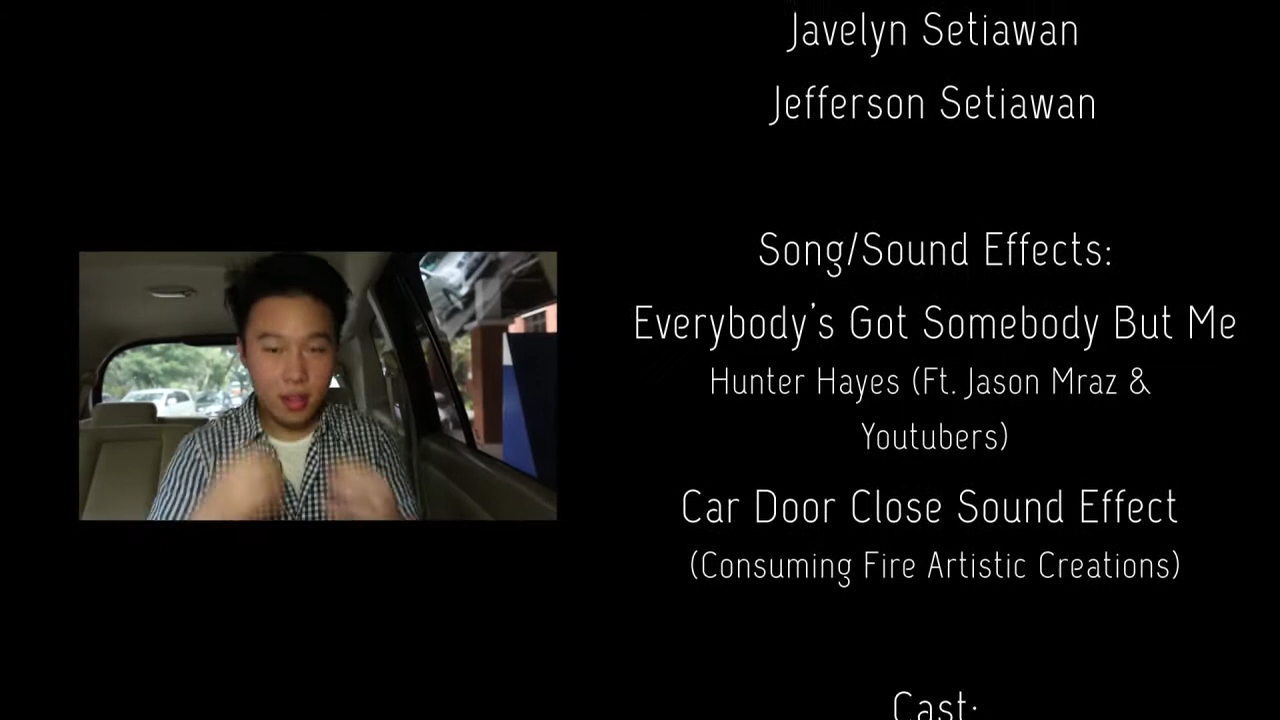 Javelyn Setiawan
Jefferson Setiawan
Song/Sound Effects:
Everybody's Got Somebody But Me
Hunter Hayes (Ft. Jason Mraz &
Youtubers)
Car Door Close Sound Effect
(Consuming Fire Artistic Creations)
Cast: